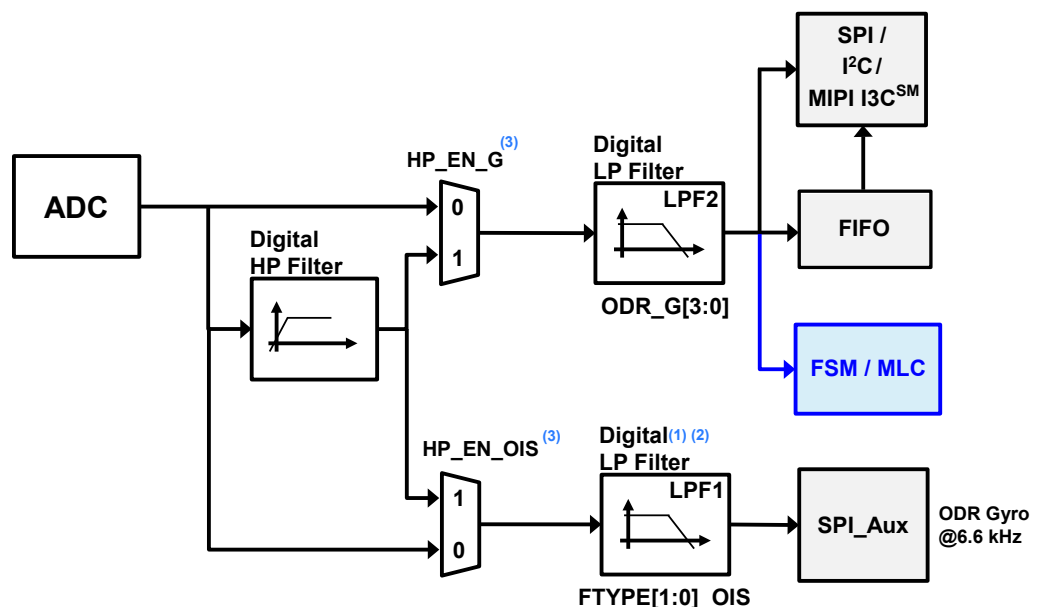 SPI /
I²C /
MIPI I3C^SM
ADC
HP_EN_G (3)
0
1
Digital
LP Filter
LPF2
ODR_G[3:0]
FIFO
Digital
HP Filter
FSM / MLC
HP_EN_OIS (3)
1
0
Digital (1) (2)
LP Filter
LPF1
FTYPE[1:0]_OIS
SPI_Aux
ODR Gyro
@6.6 kHz